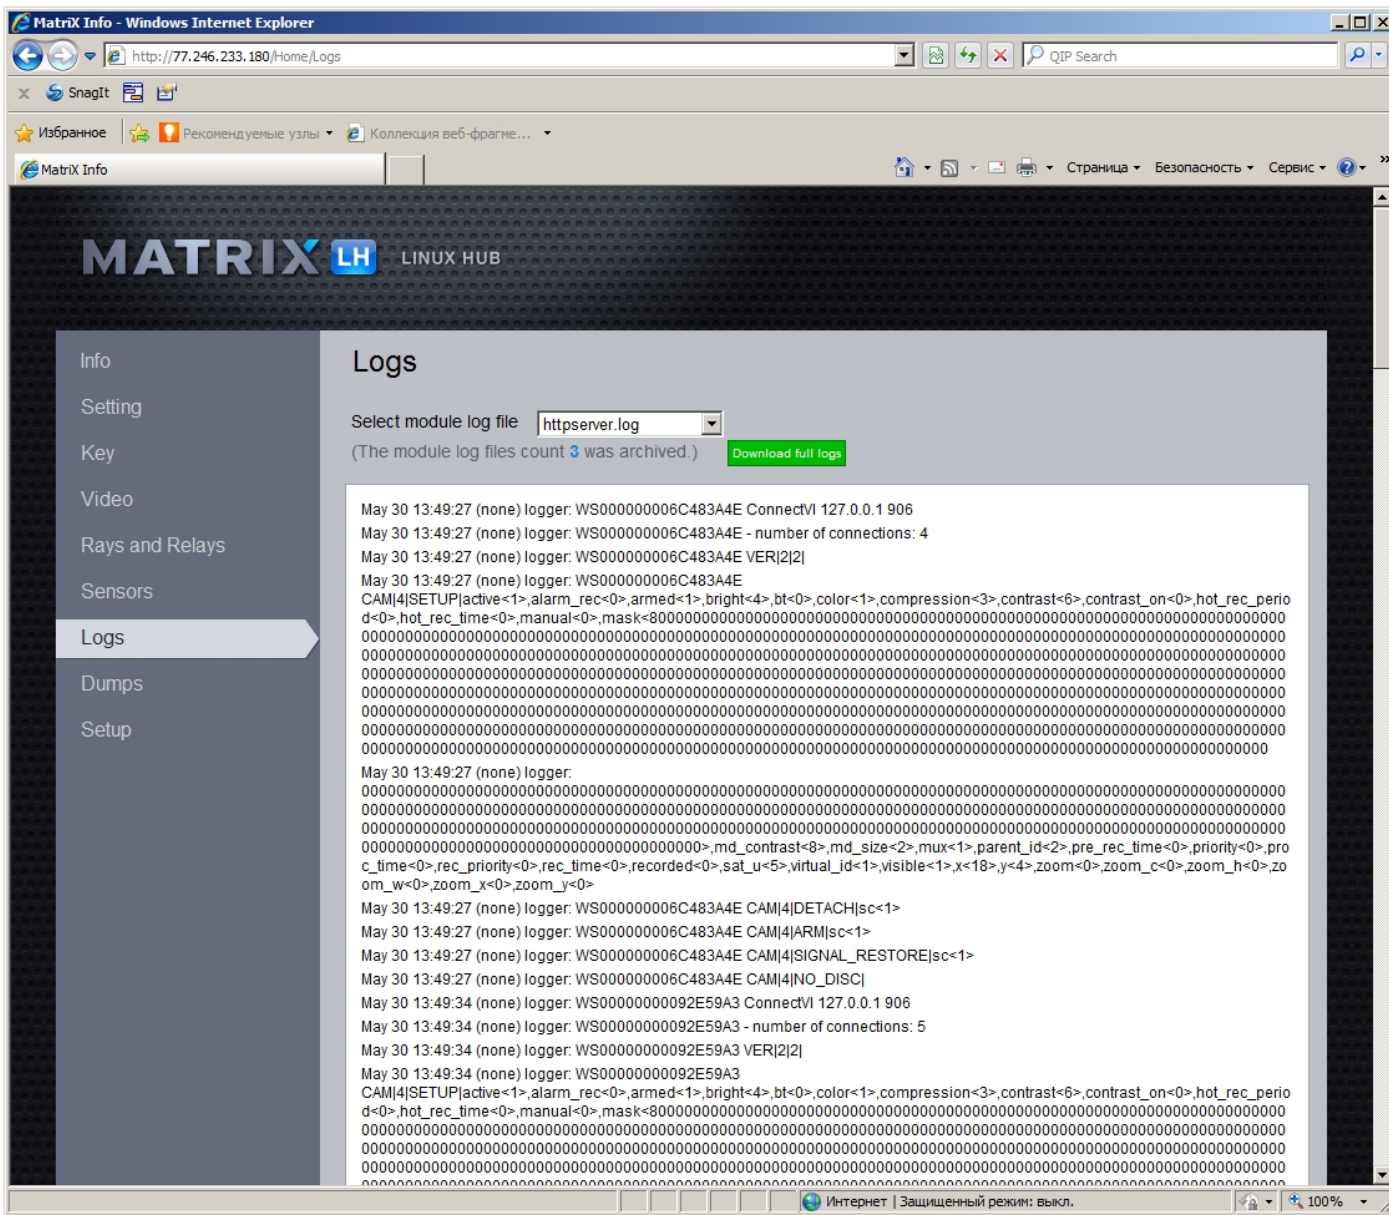 MatriX Info - Windows Internet Explorer
http://77.246.233.180/Home/Logs
QIP Search
x SnagIt
Избранное Рекомендуемые узлы Коллекция веб-фрагме...
MatriX Info
Страница Безопасность Сервис
MATRIX LH LINUX HUB
Info
Setting
Key
Video
Rays and Relays
Sensors
Logs
Dumps
Setup
Logs
Select module log file httpserver.log
(The module log files count 3 was archived.) Download full logs
May 30 13:49:27 (none) logger: WS000000006C483A4E ConnectVI 127.0.0.1 906
May 30 13:49:27 (none) logger: WS000000006C483A4E - number of connections: 4
May 30 13:49:27 (none) logger: WS000000006C483A4E VER|2|2|
May 30 13:49:27 (none) logger: WS000000006C483A4E
CAM|4|SETUP|active<1>,alarm_rec<0>,armed<1>,bright<4>,bt<0>,color<1>,compression<3>,contrast<6>,contrast_on<0>,hot_rec_perio
d<0>,hot_rec_time<0>,manual<0>,mask<
May 30 13:49:27 (none) logger:
>,md_contrast<8>,md_size<2>,mux<1>,parent_id<2>,pre_rec_time<0>,priority<0>,pro
c_time<0>,rec_priority<0>,rec_time<0>,recorded<0>,sat_u<5>,virtual_id<1>,visible<1>,x<18>,y<4>,zoom<0>,zoom_c<0>,zoom_h<0>,zo
om_w<0>,zoom_x<0>,zoom_y<0>
May 30 13:49:27 (none) logger: WS000000006C483A4E CAM|4|DETACH|sc<1>
May 30 13:49:27 (none) logger: WS000000006C483A4E CAM|4|ARM|sc<1>
May 30 13:49:27 (none) logger: WS000000006C483A4E CAM|4|SIGNAL_RESTORE|sc<1>
May 30 13:49:27 (none) logger: WS000000006C483A4E CAM|4|NO_DISC|
May 30 13:49:34 (none) logger: WS00000000092E59A3 ConnectVI 127.0.0.1 906
May 30 13:49:34 (none) logger: WS00000000092E59A3 - number of connections: 5
May 30 13:49:34 (none) logger: WS00000000092E59A3 VER|2|2|
May 30 13:49:34 (none) logger: WS00000000092E59A3
CAM|4|SETUP|active<1>,alarm_rec<0>,armed<1>,bright<4>,bt<0>,color<1>,compression<3>,contrast<6>,contrast_on<0>,hot_rec_perio
d<0>,hot_rec_time<0>,manual<0>,mask<
Интернет | Защищенный режим: выкл.
100%